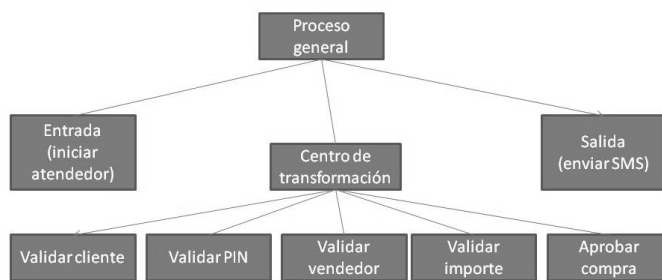 Proceso
general
Entrada
(iniciar
atendedor)
Centro de
transformación
Salida
(enviar SMS)
Validar cliente
Validar PIN
Validar
vendedor
Validar
importe
Aprobar
compra